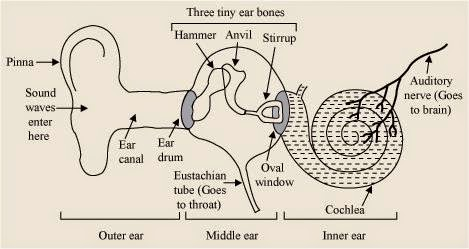 Three tiny ear bones
Hammer
Anvil
Stirrup
Pinna
Sound
waves
enter
here
Ear
canal
Ear
drum
Eustachian
tube (Goes
to throat)
Oval
window
Auditory
nerve (Goes
to brain)
Cochlea
Outer ear
Middle ear
Inner ear